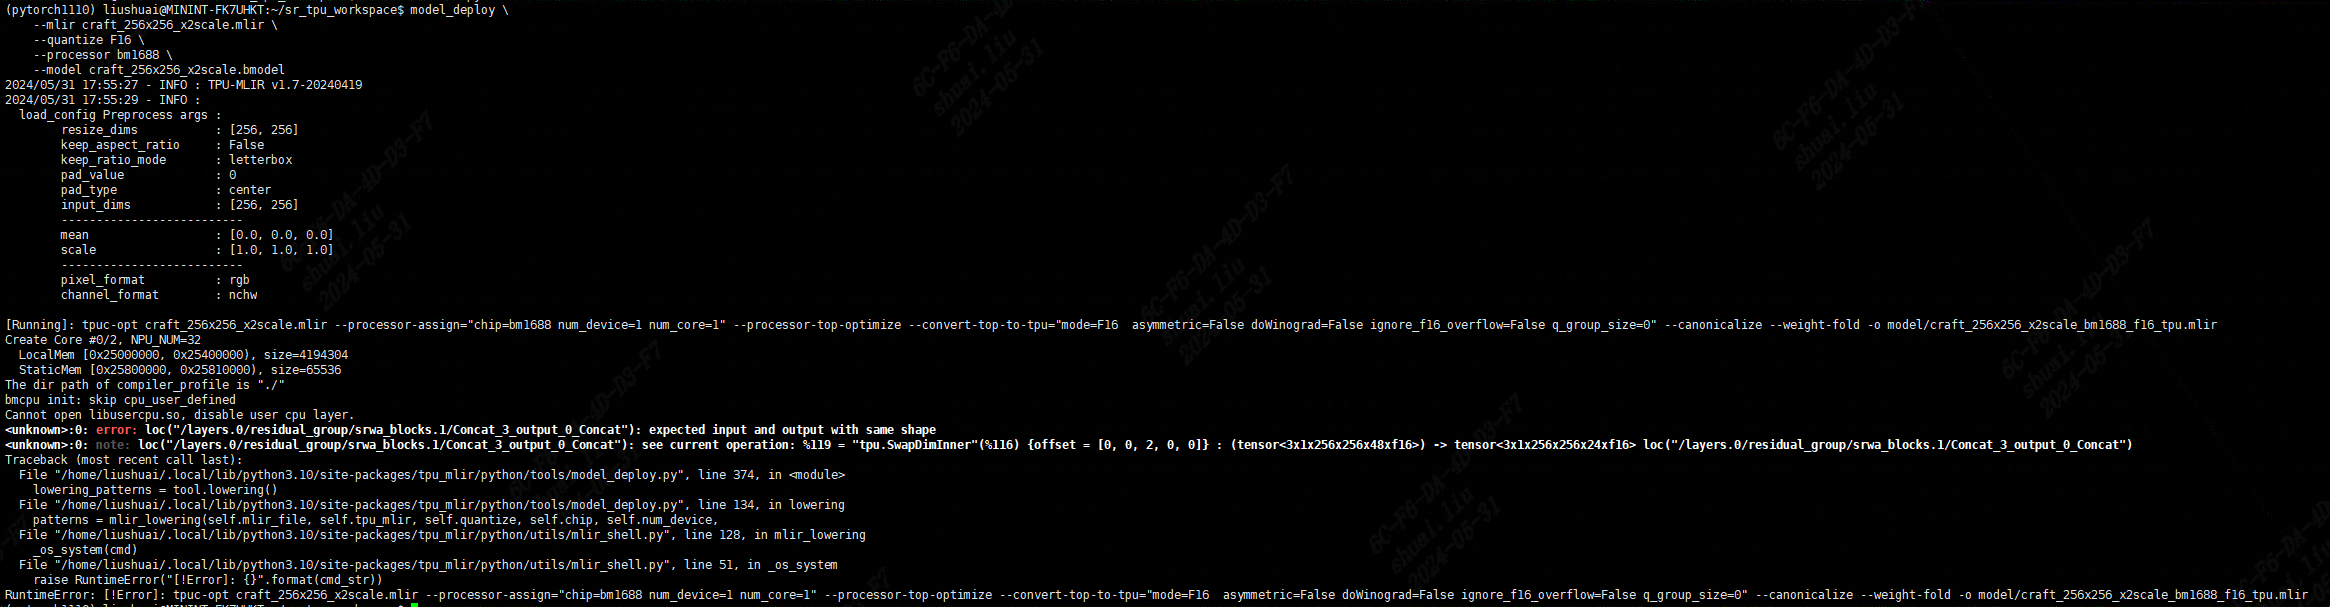 (pytorch1110) liushuai@MININT-FK7UHKT:~/sr_tpu_workspace$ model_deploy \
    --mlir craft_256x256_x2scale.mlir \
    --quantize F16 \
    --processor bm1688 \
    --model craft_256x256_x2scale.bmodel
2024/05/31 17:55:27 - INFO : TPU-MLIR v1.7-20240419
2024/05/31 17:55:29 - INFO :
  load_config Preprocess args :
        resize_dims           : [256, 256]
        keep_aspect_ratio     : False
        keep_ratio_mode       : letterbox
        pad_value             : 0
        pad_type              : center
        input_dims            : [256, 256]
        --------------------------
        mean                  : [0.0, 0.0, 0.0]
        scale                 : [1.0, 1.0, 1.0]
        --------------------------
        pixel_format          : rgb
        channel_format        : nchw
[Running]: tpuc-opt craft_256x256_x2scale.mlir --processor-assign="chip=bm1688 num_device=1 num_core=1" --processor-top-optimize --convert-top-to-tpu="mode=F16  asymmetric=False doWinograd=False ignore_f16_overflow=False q_group_size=0" --canonicalize --weight-fold -o model/craft_256x256_x2scale_bm1688_f16_tpu.mlir
Create Core #0/2, NPU_NUM=32
  LocalMem [0x25000000, 0x25400000), size=4194304
  StaticMem [0x25800000, 0x25810000), size=65536
The dir path of compiler_profile is "./"
bmcpu init: skip cpu_user_defined
Cannot open libusercpu.so, disable user cpu layer.
<unknown>:0: error: loc("/layers.0/residual_group/srwa_blocks.1/Concat_3_output_0_Concat"): expected input and output with same shape
<unknown>:0: note: loc("/layers.0/residual_group/srwa_blocks.1/Concat_3_output_0_Concat"): see current operation: %119 = "tpu.SwapDimInner"(%116) {offset = [0, 0, 2, 0, 0]} : (tensor<3x1x256x256x48xf16>) -> tensor<3x1x256x256x24xf16> loc("/layers.0/residual_group/srwa_blocks.1/Concat_3_output_0_Concat")
Traceback (most recent call last):
  File "/home/liushuai/.local/lib/python3.10/site-packages/tpu_mlir/python/tools/model_deploy.py", line 374, in <module>
    lowering_patterns = tool.lowering()
  File "/home/liushuai/.local/lib/python3.10/site-packages/tpu_mlir/python/tools/model_deploy.py", line 134, in lowering
    patterns = mlir_lowering(self.mlir_file, self.tpu_mlir, self.quantize, self.chip, self.num_device,
  File "/home/liushuai/.local/lib/python3.10/site-packages/tpu_mlir/python/utils/mlir_shell.py", line 128, in mlir_lowering
    _os_system(cmd)
  File "/home/liushuai/.local/lib/python3.10/site-packages/tpu_mlir/python/utils/mlir_shell.py", line 51, in _os_system
    raise RuntimeError("[!Error]: {}".format(cmd_str))
RuntimeError: [!Error]: tpuc-opt craft_256x256_x2scale.mlir --processor-assign="chip=bm1688 num_device=1 num_core=1" --processor-top-optimize --convert-top-to-tpu="mode=F16  asymmetric=False doWinograd=False ignore_f16_overflow=False q_group_size=0" --canonicalize --weight-fold -o model/craft_256x256_x2scale_bm1688_f16_tpu.mlir
6C-F6-DA-4D-D3-F7
shuai.liu
2024-05-31